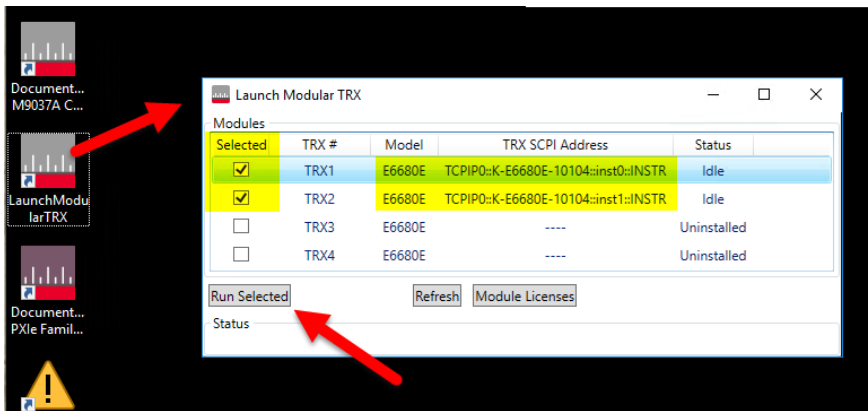 Document...
M9037A C...
LaunchModu
larTRX
Document...
PXIe Famil...
Launch Modular TRX
Modules
Selected TRX # Model TRX SCPI Address Status
TRX1 E6680E TCPIP0::K-E6680E-10104::inst0::INSTR Idle
TRX2 E6680E TCPIP0::K-E6680E-10104::inst1::INSTR Idle
TRX3 E6680E ---- Uninstalled
TRX4 E6680E ---- Uninstalled
Run Selected Refresh Module Licenses
Status